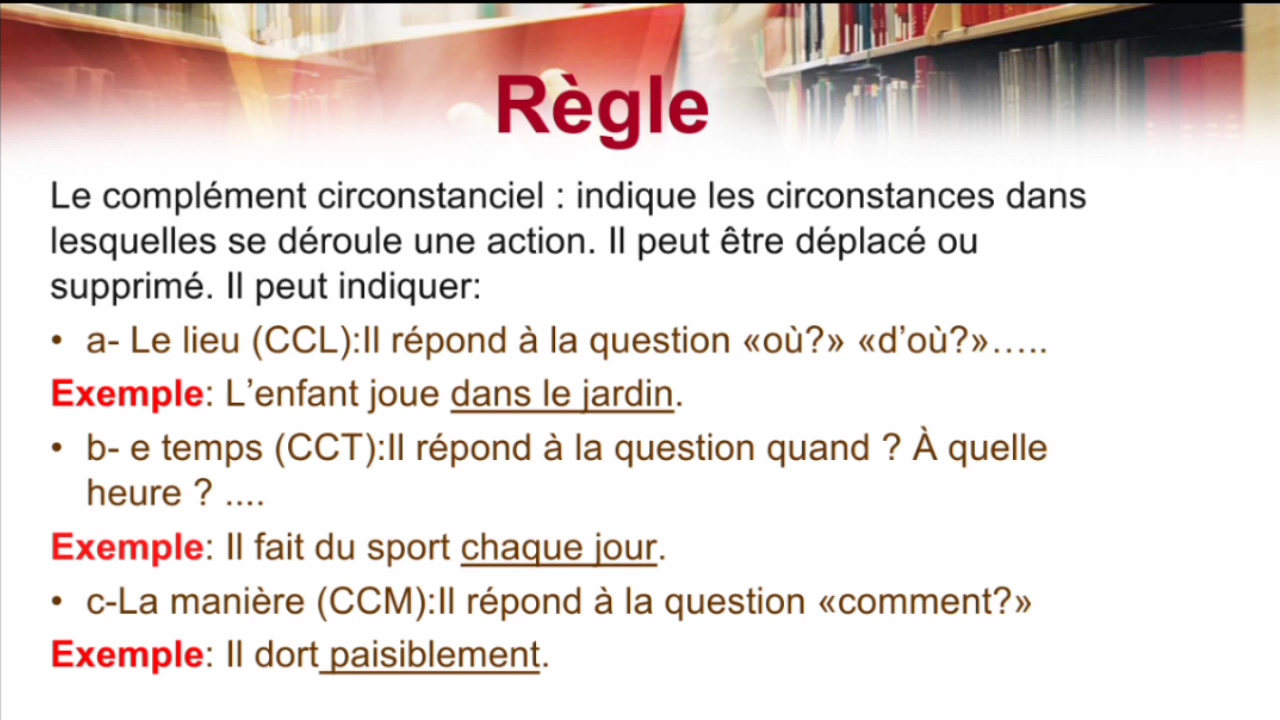 Règle
Le complément circonstanciel : indique les circonstances dans
lesquelles se déroule une action. Il peut être déplacé ou
supprimé. Il peut indiquer:
• a- Le lieu (CCL):Il répond à la question «où?» «d’où?»…..
Exemple: L’enfant joue dans le jardin.
• b- e temps (CCT):Il répond à la question quand ? À quelle
heure ? ....
Exemple: Il fait du sport chaque jour.
• c-La manière (CCM):Il répond à la question «comment?»
Exemple: Il dort paisiblement.